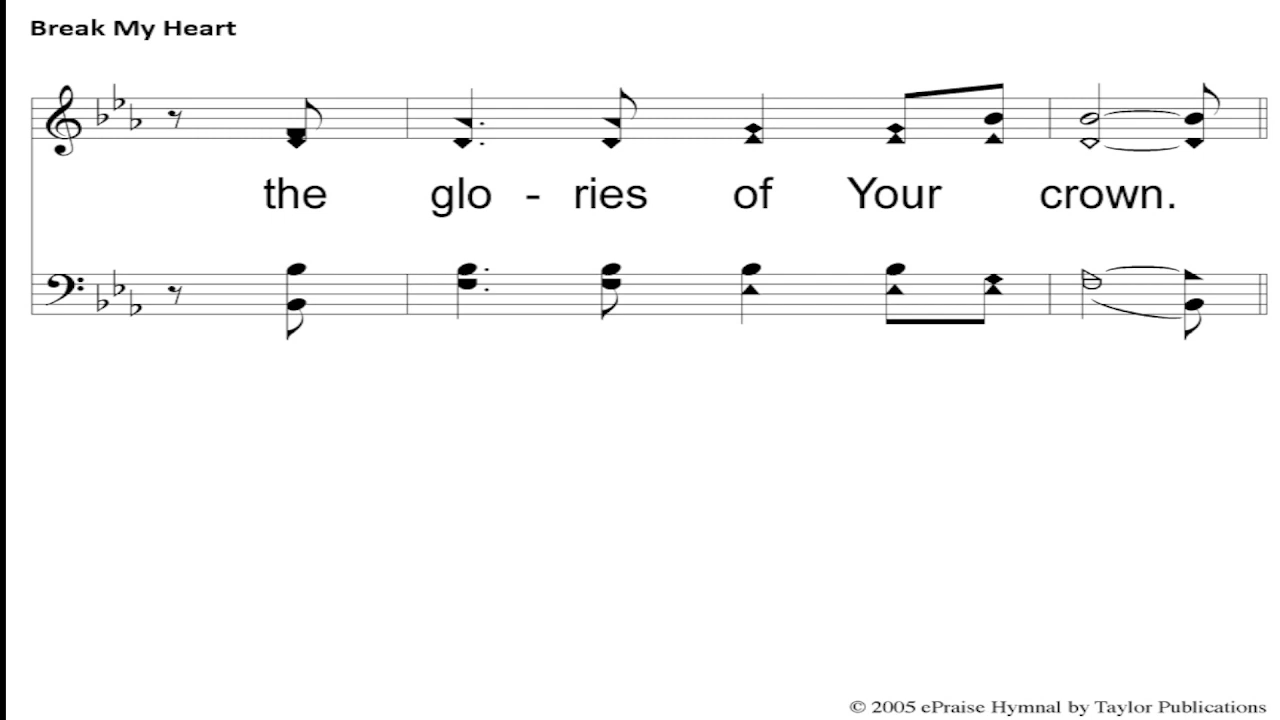 Break My Heart
the glo - ries of Your crown.
© 2005 ePraise Hymnal by Taylor Publications